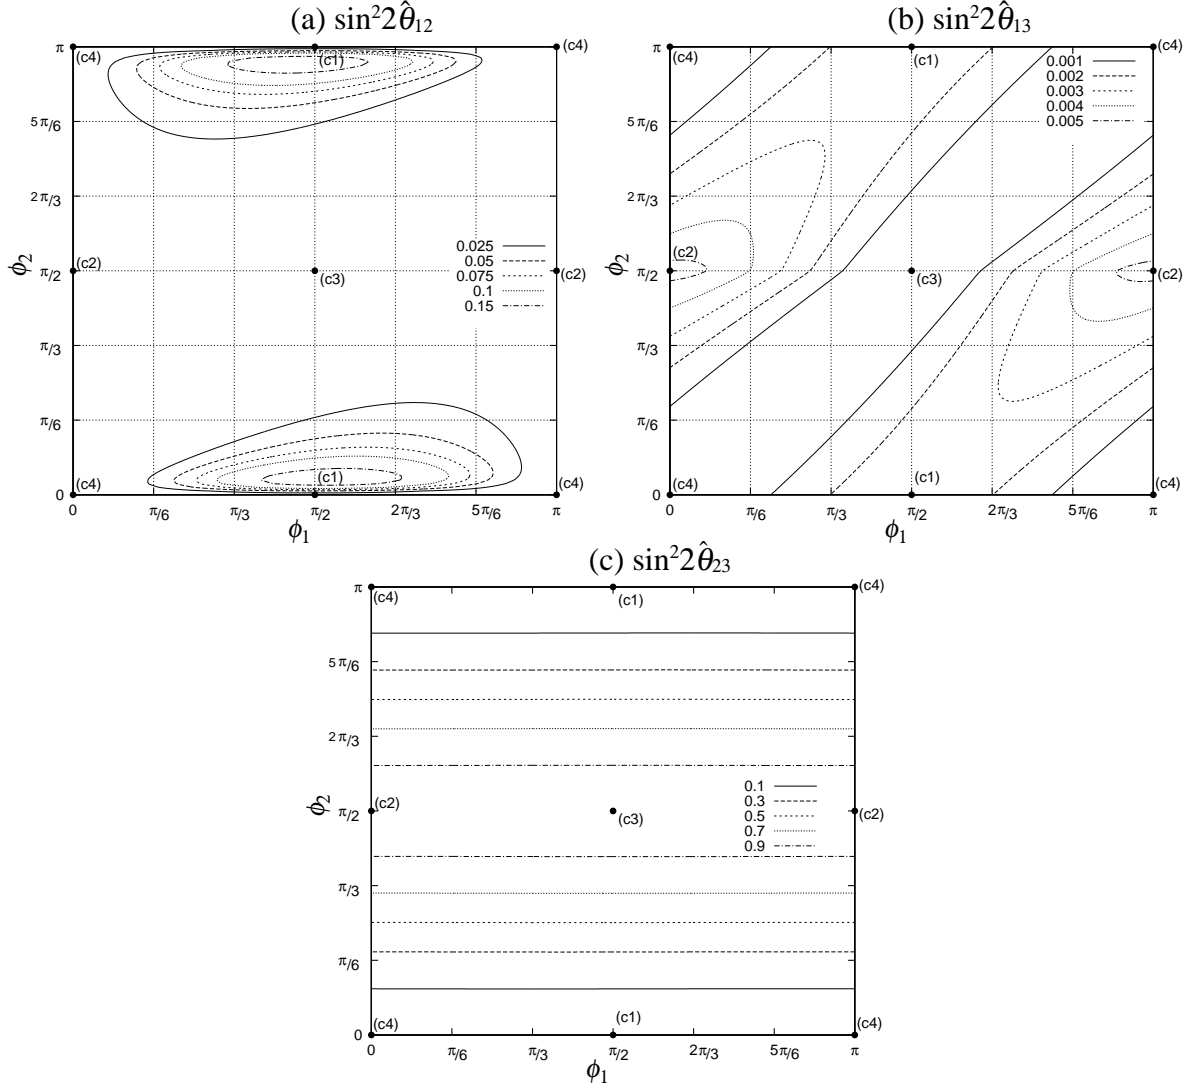 (a) sin²2θ̂₁₂
π
(c4)
(c1)
(c4)
5π/6
2π/3
ϕ₂
π/2
(c2)
(c3)
(c2)
0.025
0.05
0.075
0.1
0.15
π/3
π/6
0
(c4)
(c1)
(c4)
0
π/6
π/3
π/2
2π/3
5π/6
π
ϕ₁
(b) sin²2θ̂₁₃
π
(c4)
(c1)
(c4)
0.001
0.002
0.003
0.004
0.005
5π/6
2π/3
ϕ₂
π/2
(c2)
(c3)
(c2)
π/3
π/6
0
(c4)
(c1)
(c4)
0
π/6
π/3
π/2
2π/3
5π/6
π
ϕ₁
(c) sin²2θ̂₂₃
π
(c4)
(c1)
(c4)
5π/6
2π/3
ϕ₂
π/2
(c2)
(c3)
(c2)
0.1
0.3
0.5
0.7
0.9
π/3
π/6
0
(c4)
(c1)
(c4)
0
π/6
π/3
π/2
2π/3
5π/6
π
ϕ₁